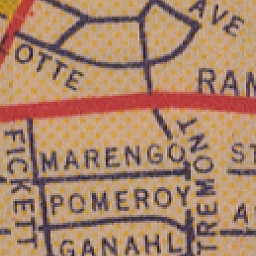 AVE
OTTE
RAM
FICKETT
MARENGO
TREMONT
ST
POMEROY
A
GANAHL